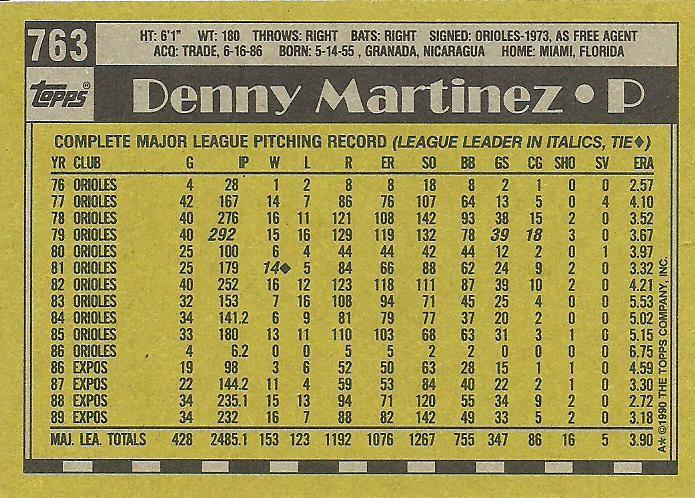 763
HT: 6'1" WT: 180 THROWS: RIGHT BATS: RIGHT SIGNED: ORIOLES-1973, AS FREE AGENT
ACQ: TRADE, 6-16-86 BORN: 5-14-55 , GRANADA, NICARAGUA HOME: MIAMI, FLORIDA
TOPPS® Denny Martinez • P
COMPLETE MAJOR LEAGUE PITCHING RECORD (LEAGUE LEADER IN ITALICS, TIE♦)
YR CLUB G IP W L R ER SO BB GS CG SHO SV ERA
76 ORIOLES 4 28 1 2 8 8 18 8 2 1 0 0 2.57
77 ORIOLES 42 167 14 7 86 76 107 64 13 5 0 4 4.10
78 ORIOLES 40 276 16 11 121 108 142 93 38 15 2 0 3.52
79 ORIOLES 40 292 15 16 129 119 132 78 39 18 3 0 3.67
80 ORIOLES 25 100 6 4 44 44 42 44 12 2 0 1 3.97
81 ORIOLES 25 179 14♦ 5 84 66 88 62 24 9 2 0 3.32
82 ORIOLES 40 252 16 12 123 118 111 87 39 10 2 0 4.21
83 ORIOLES 32 153 7 16 108 94 71 45 25 4 0 0 5.53
84 ORIOLES 34 141.2 6 9 81 79 77 37 20 2 0 0 5.02
85 ORIOLES 33 180 13 11 110 103 68 63 31 3 1 0 5.15
86 ORIOLES 4 6.2 0 0 5 5 2 2 0 0 0 0 6.75
86 EXPOS 19 98 3 6 52 50 63 28 15 1 1 0 4.59
87 EXPOS 22 144.2 11 4 59 53 84 40 22 2 1 0 3.30
88 EXPOS 34 235.1 15 13 94 71 120 55 34 9 2 0 2.72
89 EXPOS 34 232 16 7 88 82 142 49 33 5 2 0 3.18
MAJ. LEA. TOTALS 428 2485.1 153 123 1192 1076 1267 755 347 86 16 5 3.90
A* ©1990 THE TOPPS COMPANY, INC.